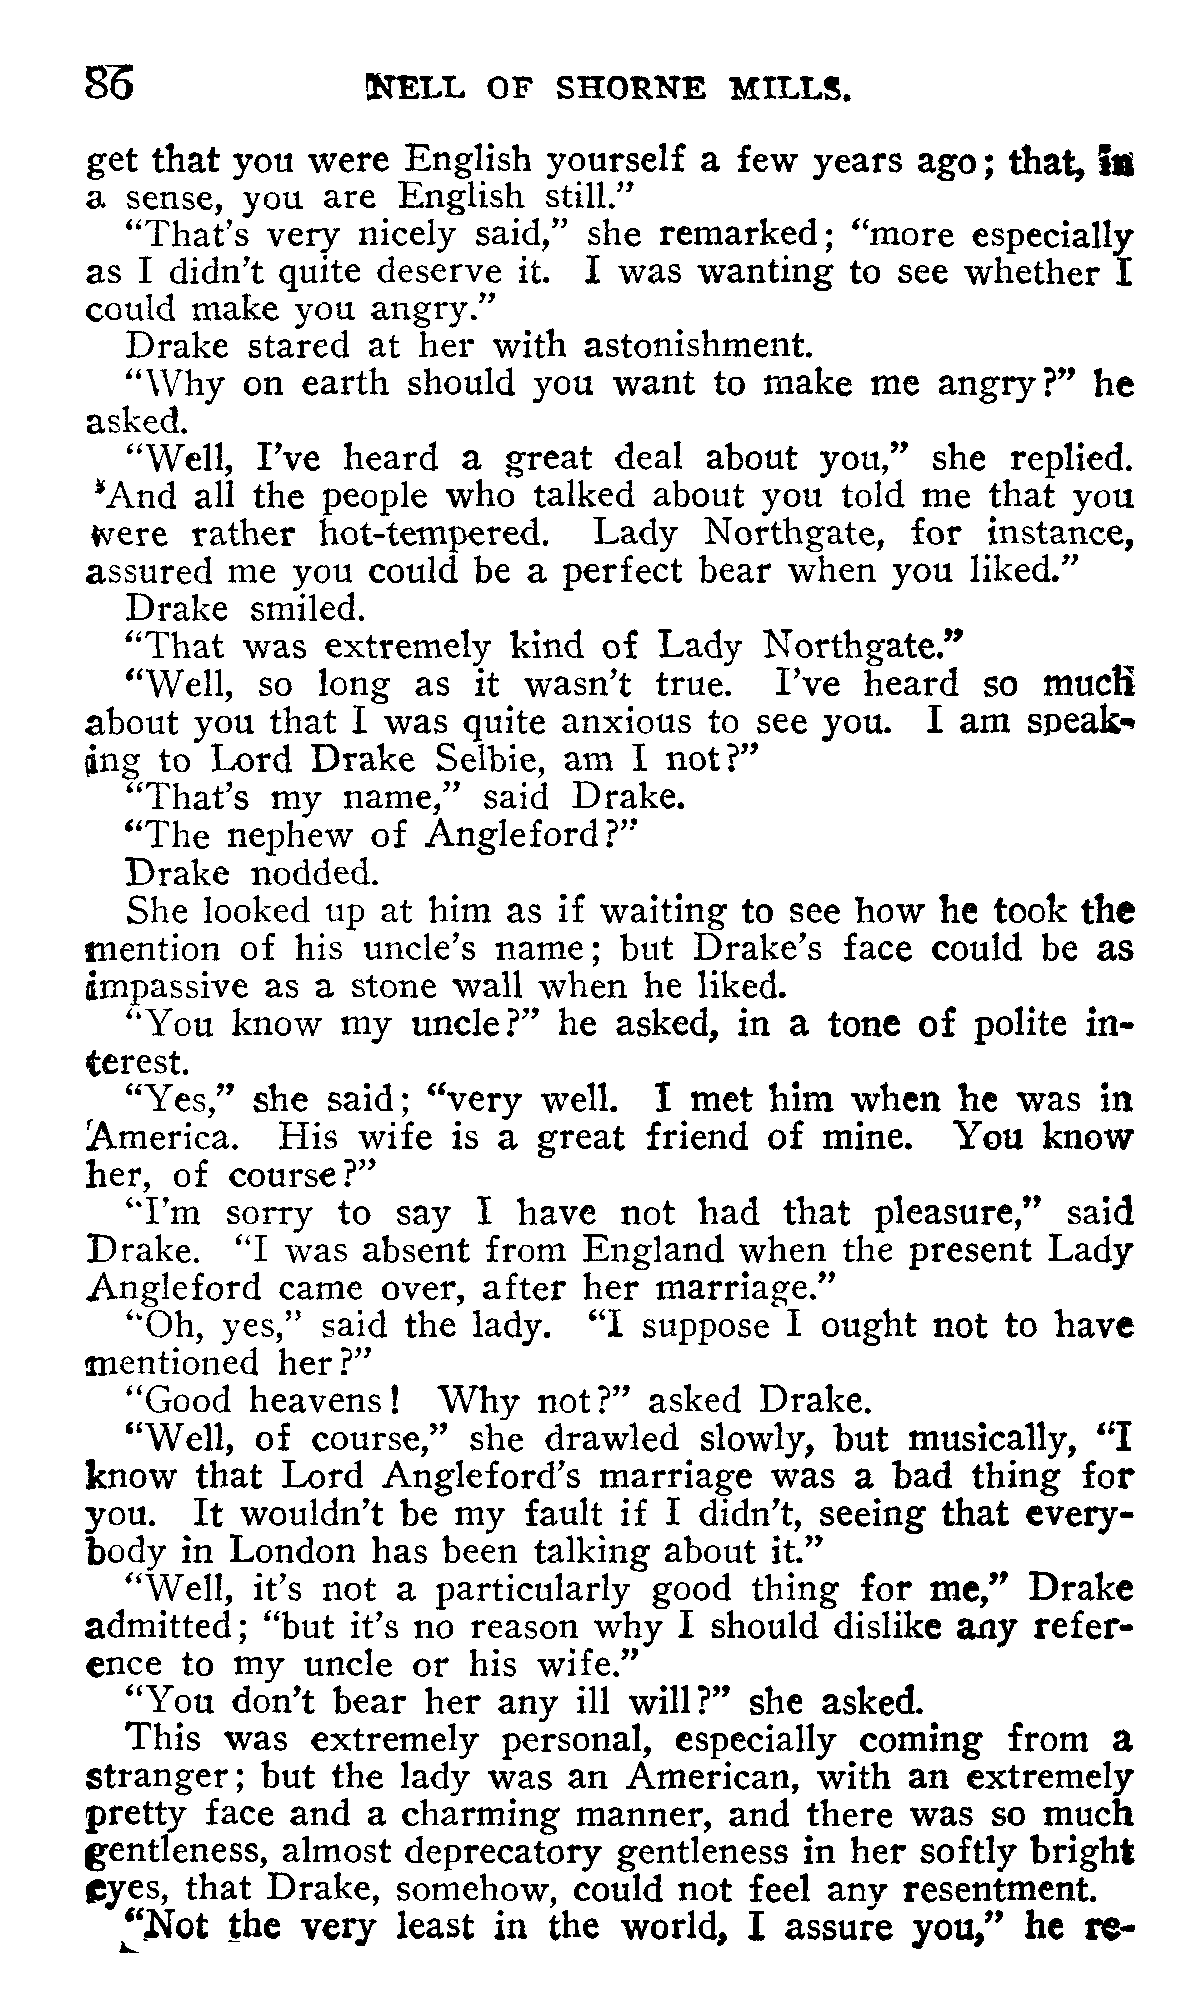 86 NELL OF SHORNE MILLS.
get that you were English yourself a few years ago; that, in
a sense, you are English still."
"That's very nicely said," she remarked; "more especially
as I didn't quite deserve it. I was wanting to see whether I
could make you angry."
Drake stared at her with astonishment.
"Why on earth should you want to make me angry?" he
asked.
"Well, I've heard a great deal about you," she replied.
"And all the people who talked about you told me that you
were rather hot-tempered. Lady Northgate, for instance,
assured me you could be a perfect bear when you liked."
Drake smiled.
"That was extremely kind of Lady Northgate."
"Well, so long as it wasn't true. I've heard so much
about you that I was quite anxious to see you. I am speak-
ing to Lord Drake Selbie, am I not?"
"That's my name," said Drake.
"The nephew of Angleford?"
Drake nodded.
She looked up at him as if waiting to see how he took the
mention of his uncle's name; but Drake's face could be as
impassive as a stone wall when he liked.
"You know my uncle?" he asked, in a tone of polite in-
terest.
"Yes," she said; "very well. I met him when he was in
America. His wife is a great friend of mine. You know
her, of course?"
"I'm sorry to say I have not had that pleasure," said
Drake. "I was absent from England when the present Lady
Angleford came over, after her marriage."
"Oh, yes," said the lady. "I suppose I ought not to have
mentioned her?"
"Good heavens! Why not?" asked Drake.
"Well, of course," she drawled slowly, but musically, "I
know that Lord Angleford's marriage was a bad thing for
you. It wouldn't be my fault if I didn't, seeing that every-
body in London has been talking about it."
"Well, it's not a particularly good thing for me," Drake
admitted; "but it's no reason why I should dislike any refer-
ence to my uncle or his wife."
"You don't bear her any ill will?" she asked.
This was extremely personal, especially coming from a
stranger; but the lady was an American, with an extremely
pretty face and a charming manner, and there was so much
gentleness, almost deprecatory gentleness in her softly bright
eyes, that Drake, somehow, could not feel any resentment.
"Not the very least in the world, I assure you," he re-